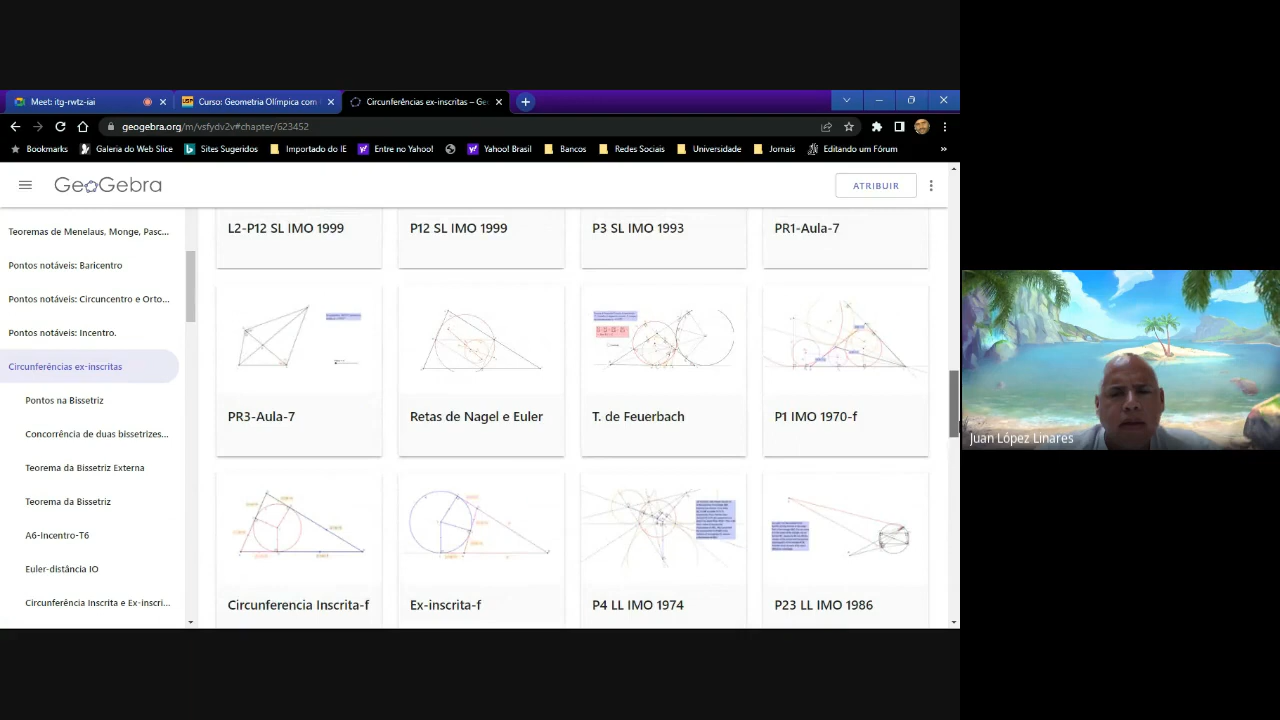 Meet: itg-rwtz-iai
Curso: Geometria Olímpica com
Circunferências ex-inscritas – Ge
geogebra.org/m/vsfydv2v#chapter/623452
Bookmarks
Galeria do Web Slice
Sites Sugeridos
Importado do IE
Entre no Yahoo!
Yahoo! Brasil
Bancos
Redes Sociais
Universidade
Jornais
Editando um Fórum
»
GeoGebra
ATRIBUIR
Teoremas de Menelaus, Monge, Pasc...
Pontos notáveis: Baricentro
Pontos notáveis: Circuncentro e Orto...
Pontos notáveis: Incentro.
Circunferências ex-inscritas
Pontos na Bissetriz
Concorrência de duas bissetrizes...
Teorema da Bissetriz Externa
Teorema da Bissetriz
Euler-distância IO
Circunferência Inscrita e Ex-inscri...
L2-P12 SL IMO 1999
P12 SL IMO 1999
P3 SL IMO 1993
PR1-Aula-7
PR3-Aula-7
Retas de Nagel e Euler
T. de Feuerbach
P1 IMO 1970-f
Circunferencia Inscrita-f
Ex-inscrita-f
P4 LL IMO 1974
P23 LL IMO 1986
Juan López Linares